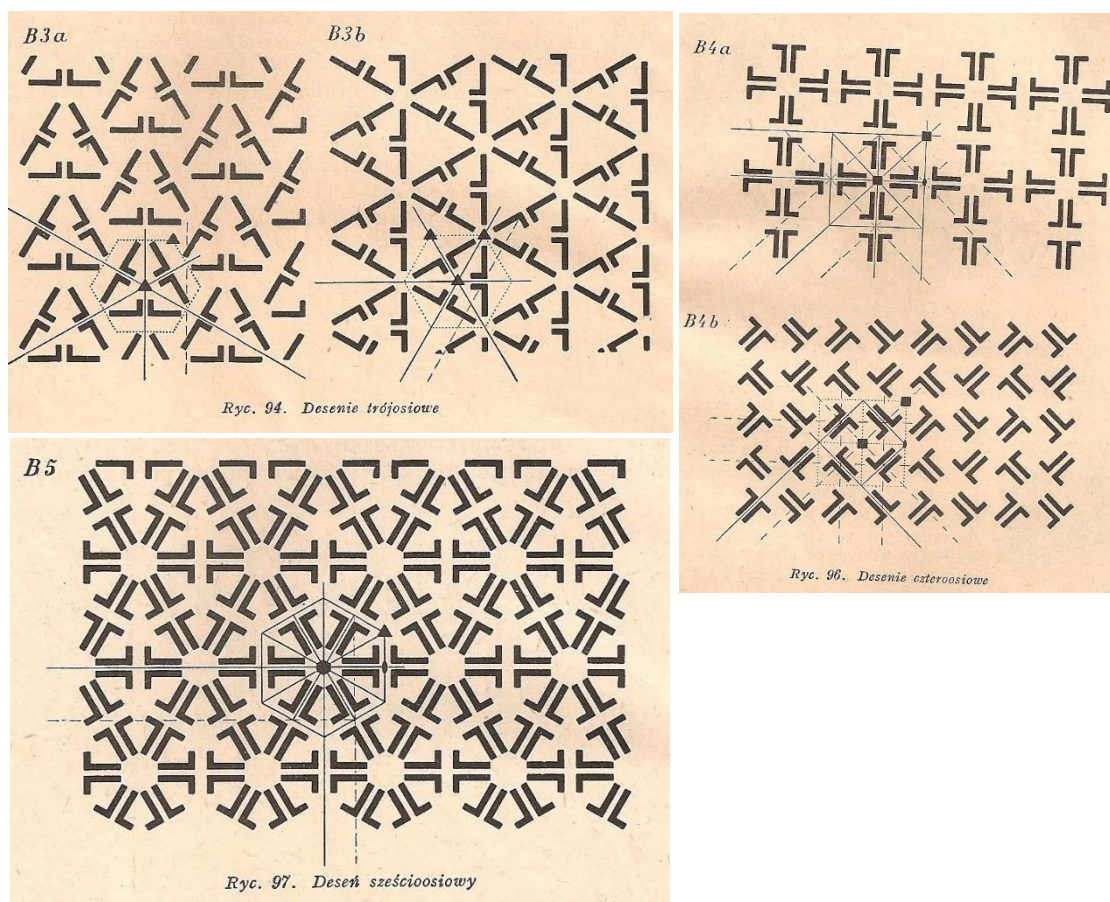 B3a
B3b
Ryc. 94. Desenie trójosiowe
B4a
B4b
Ryc. 96. Desenie czteroosiowe
B5
Ryc. 97. Deseń sześcioosiowy